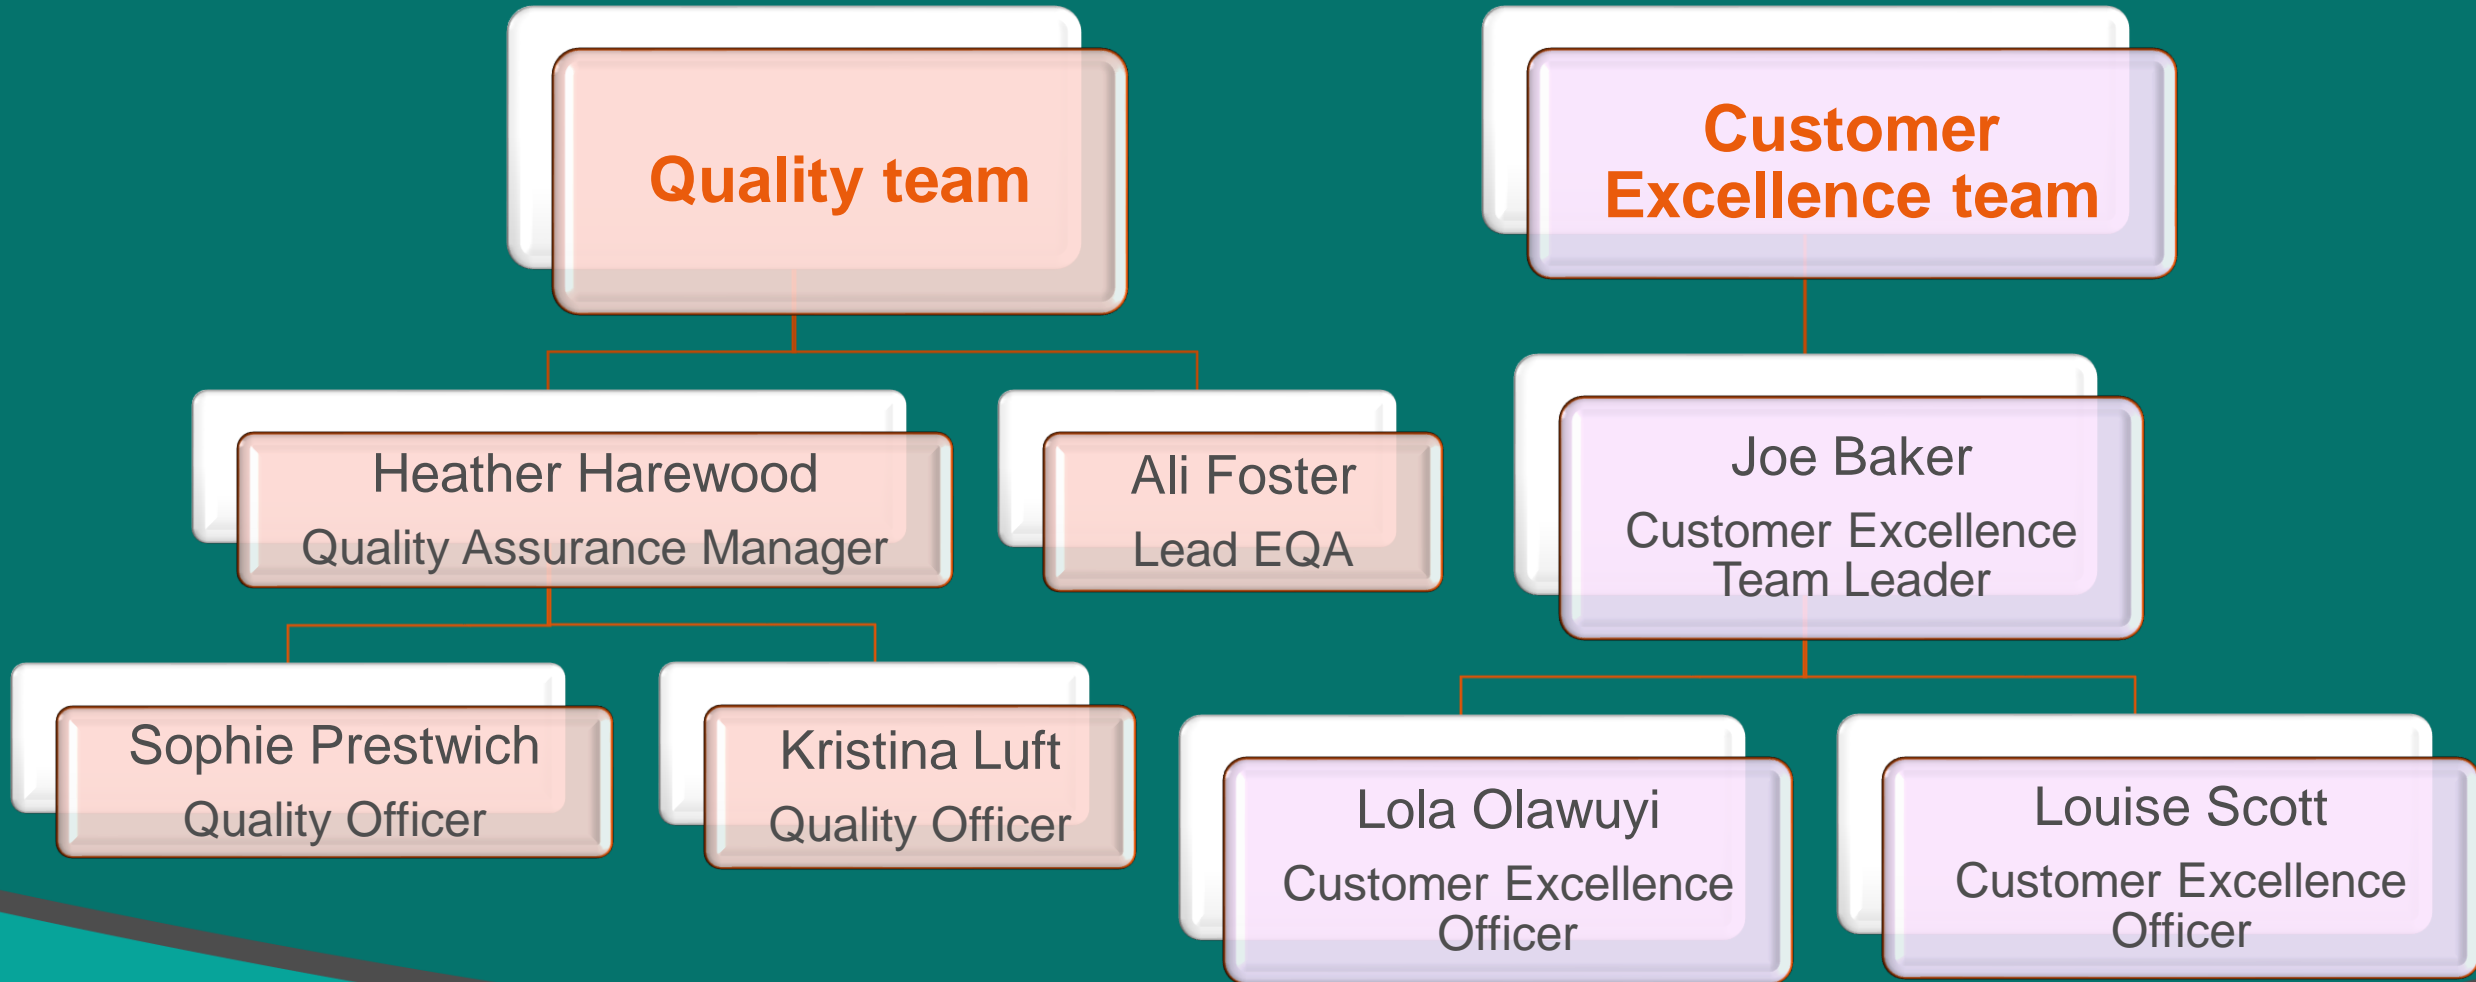 Quality team
Heather Harewood
Quality Assurance Manager
Ali Foster
Lead EQA
Sophie Prestwich
Quality Officer
Kristina Luft
Quality Officer
Customer
Excellence team
Joe Baker
Customer Excellence
Team Leader
Lola Olawuyi
Customer Excellence
Officer
Louise Scott
Customer Excellence
Officer